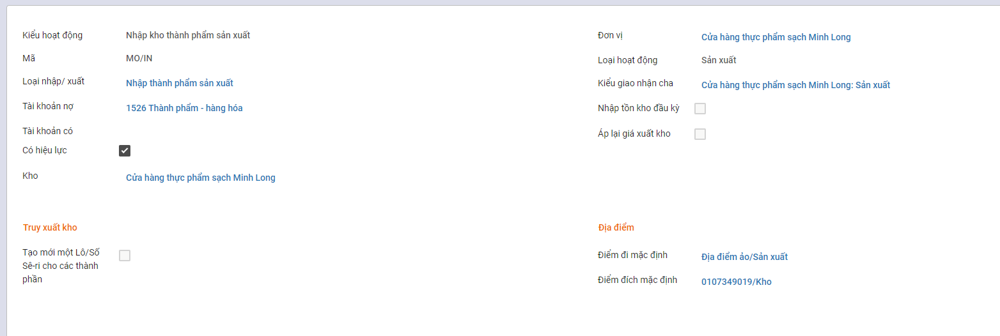 Kiểu hoạt động Nhập kho thành phẩm sản xuất
Mã MO/IN
Loại nhập/ xuất Nhập thành phẩm sản xuất
Tài khoản nợ 1526 Thành phẩm - hàng hóa
Tài khoản có
Có hiệu lực
Kho Cửa hàng thực phẩm sạch Minh Long
Đơn vị Cửa hàng thực phẩm sạch Minh Long
Loại hoạt động Sản xuất
Kiểu giao nhận cha Cửa hàng thực phẩm sạch Minh Long: Sản xuất
Nhập tồn kho đầu kỳ
Áp lại giá xuất kho
Truy xuất kho
Tạo mới một Lô/Số
Sê-ri cho các thành
phần
Địa điểm
Điểm đi mặc định Địa điểm ảo/Sản xuất
Điểm đích mặc định 0107349019/Kho